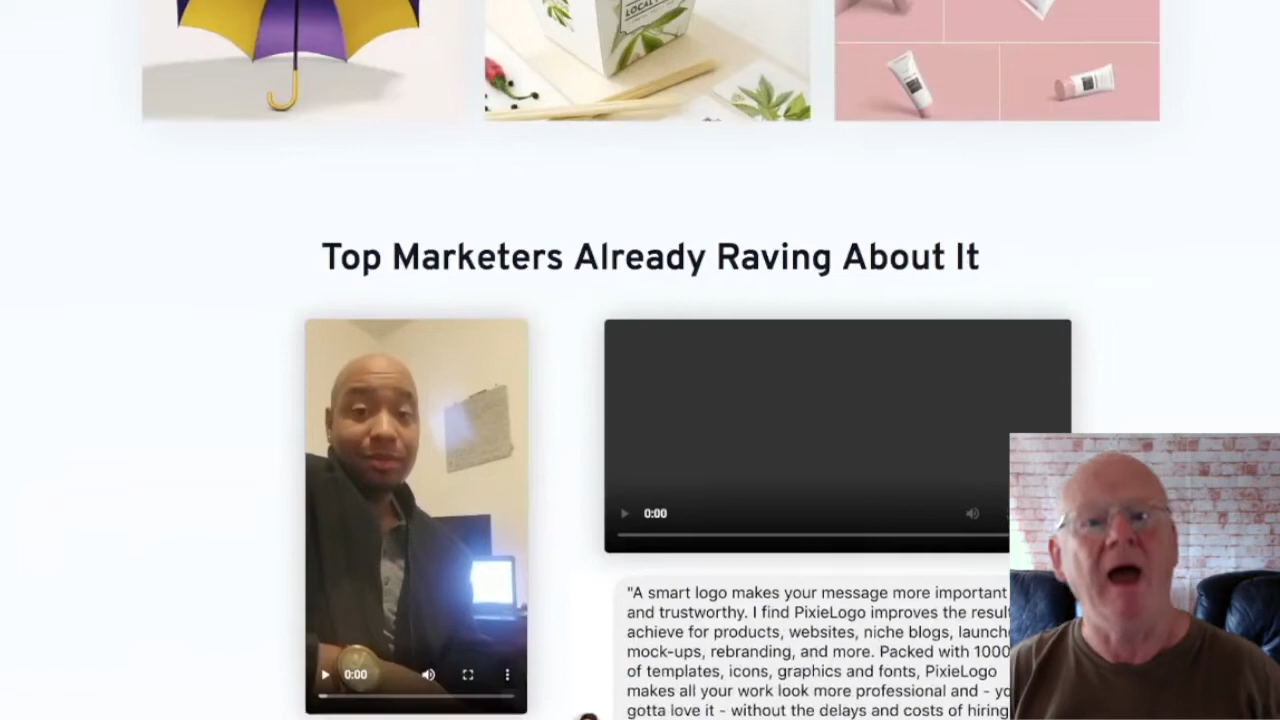 LOCAL
Top Marketers Already Raving About It
0:00
0:00
"A smart logo makes your message more important
and trustworthy. I find PixieLogo improves the
achieve for products, websites, niche blogs,
mock-ups, rebranding, and more. Packed with 1000
of templates, icons, graphics and fonts, PixieLogo
makes all your work look more professional and -
gotta love it - without the delays and costs of hiring